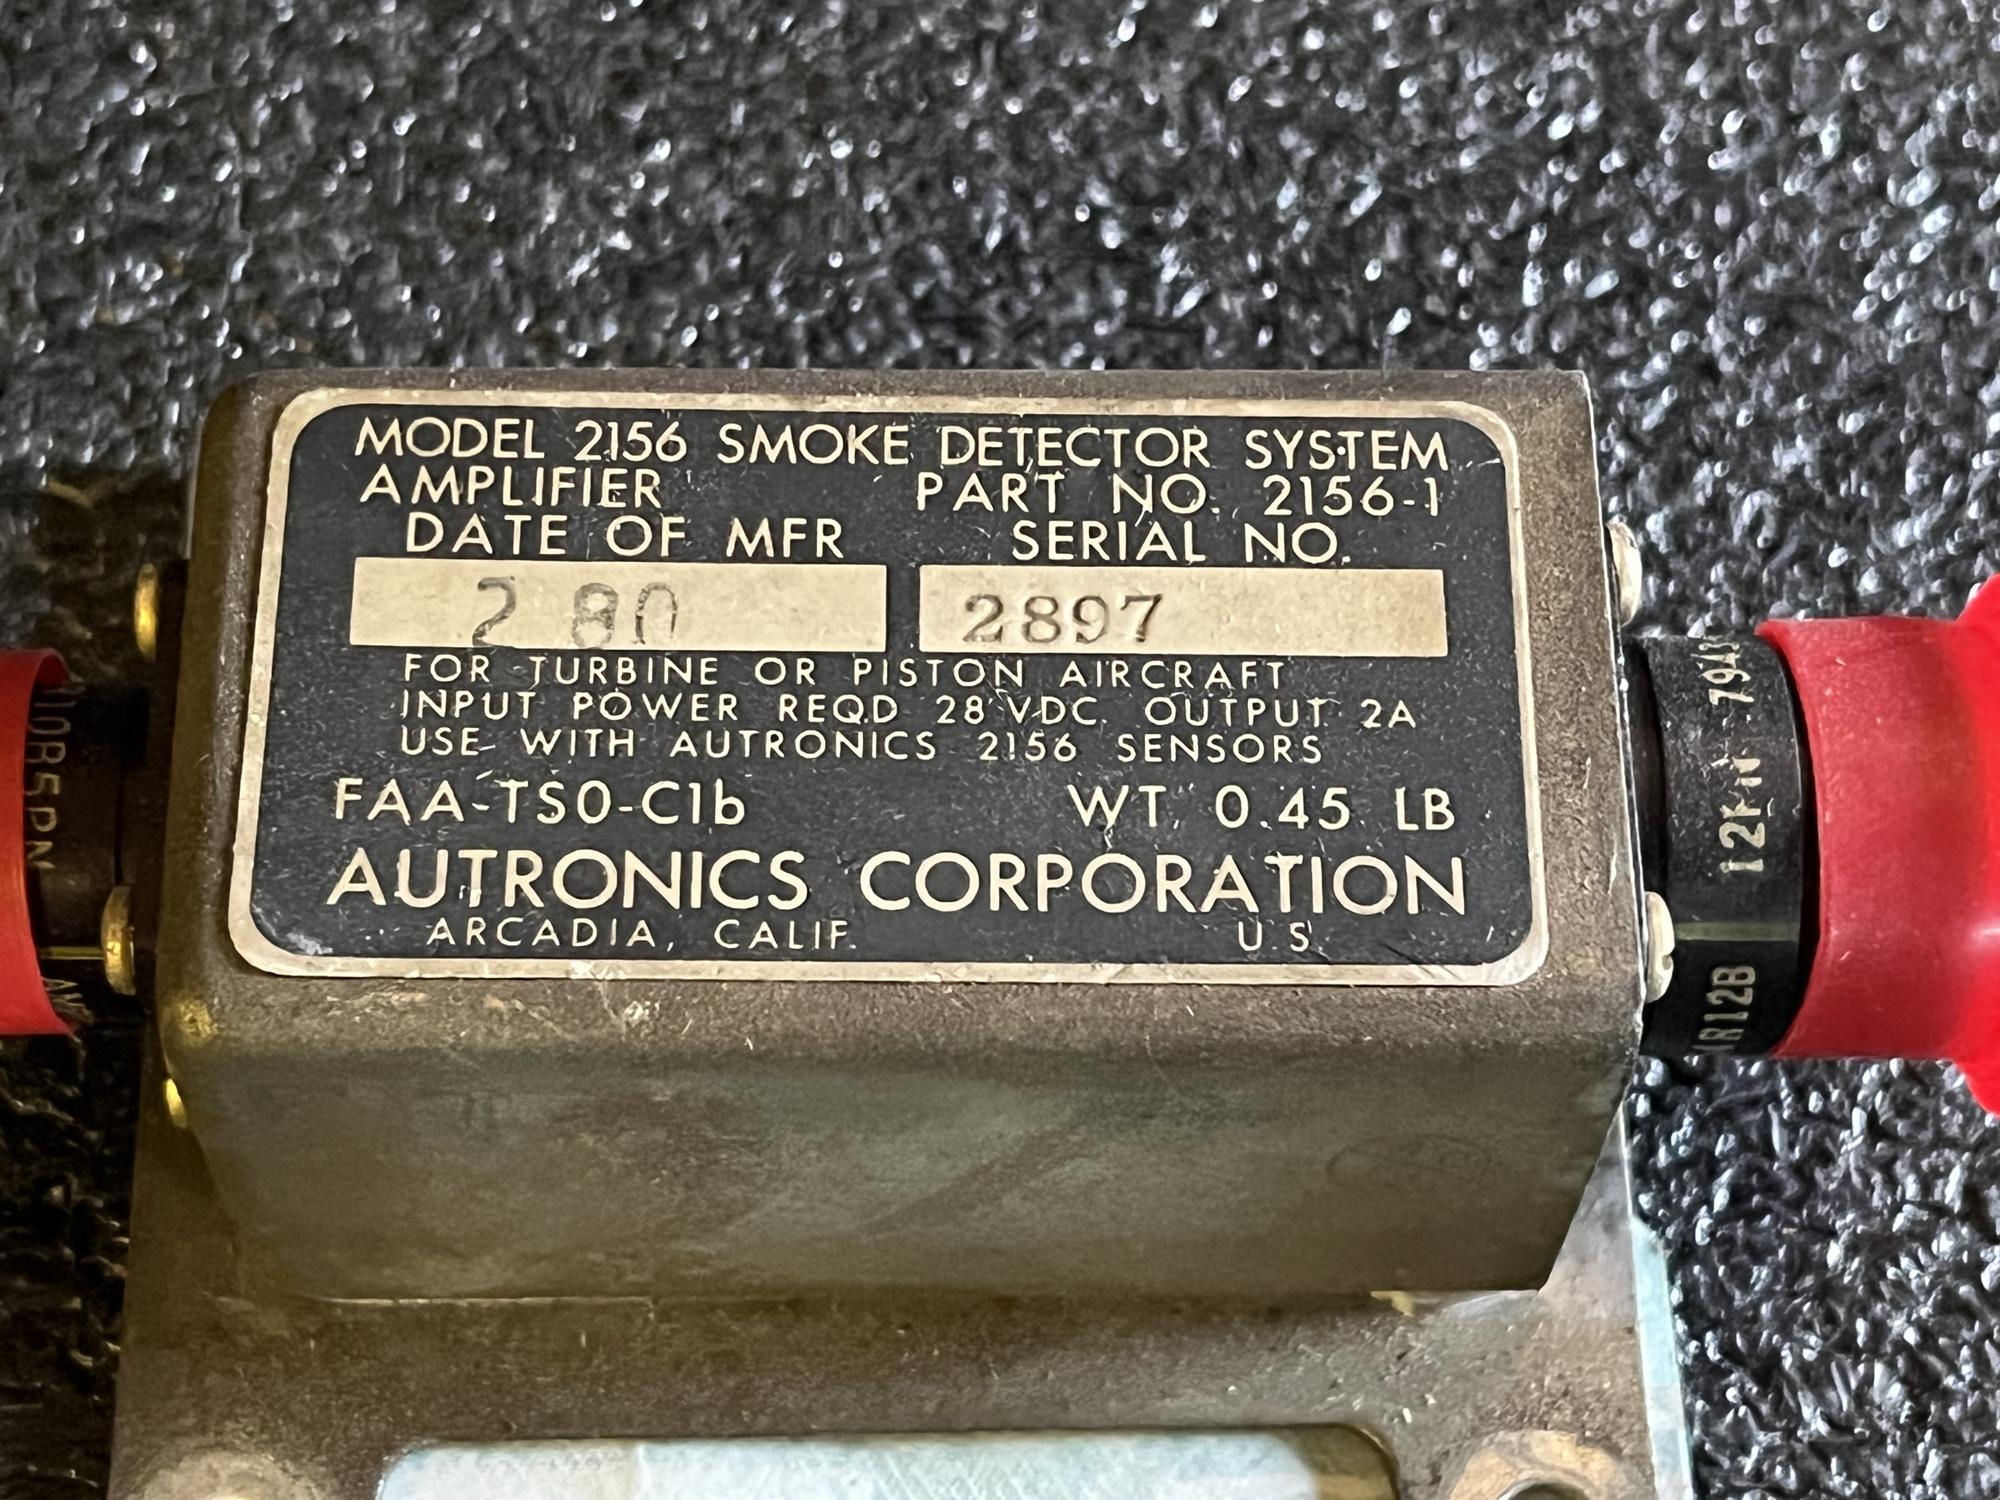 MODEL 2156 SMOKE DETECTOR SYSTEM
AMPLIFIER PART NO. 2156-1
DATE OF MFR SERIAL NO.
2 80 2897
FOR TURBINE OR PISTON AIRCRAFT
INPUT POWER REQD 28 VDC OUTPUT 2A
USE WITH AUTRONICS 2156 SENSORS
FAA-TSO-C1b WT. 0.45 LB
AUTRONICS CORPORATION
ARCADIA, CALIF. U.S.